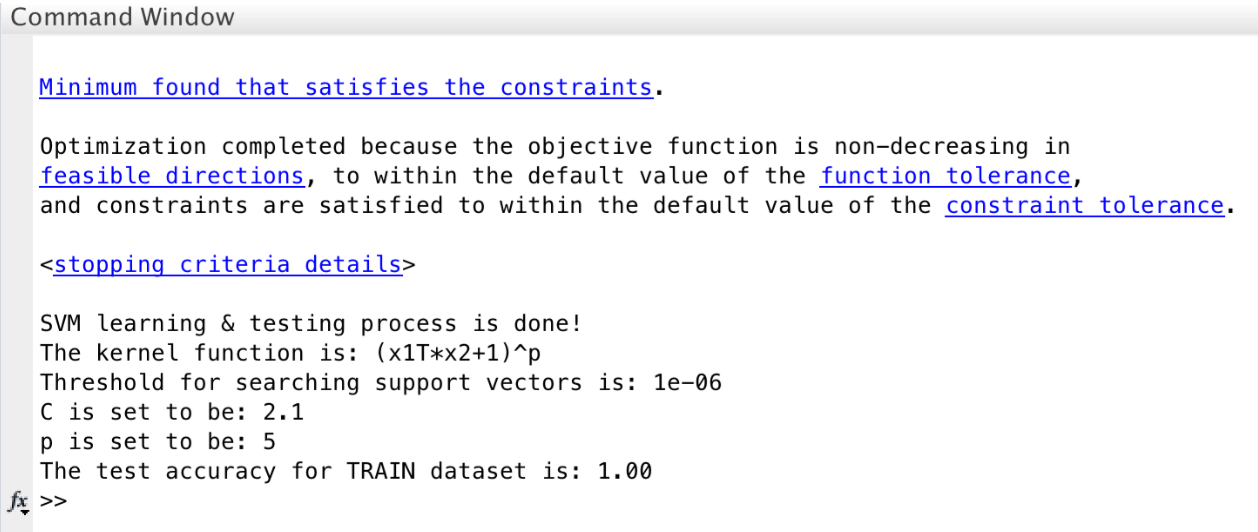 Command Window
Minimum found that satisfies the constraints.
Optimization completed because the objective function is non-decreasing in
feasible directions, to within the default value of the function tolerance,
and constraints are satisfied to within the default value of the constraint tolerance.
<stopping criteria details>
SVM learning & testing process is done!
The kernel function is: (x1T*x2+1)^p
Threshold for searching support vectors is: 1e-06
C is set to be: 2.1
p is set to be: 5
The test accuracy for TRAIN dataset is: 1.00
fx >>